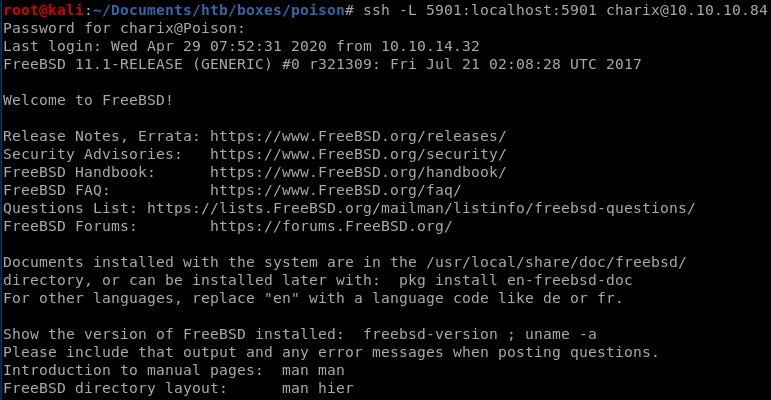 root@kali:~/Documents/htb/boxes/poison# ssh -L 5901:localhost:5901 charix@10.10.10.84
Password for charix@Poison:
Last login: Wed Apr 29 07:52:31 2020 from 10.10.14.32
FreeBSD 11.1-RELEASE (GENERIC) #0 r321309: Fri Jul 21 02:08:28 UTC 2017

Welcome to FreeBSD!

Release Notes, Errata: https://www.FreeBSD.org/releases/
Security Advisories:   https://www.FreeBSD.org/security/
FreeBSD Handbook:      https://www.FreeBSD.org/handbook/
FreeBSD FAQ:           https://www.FreeBSD.org/faq/
Questions List: https://lists.FreeBSD.org/mailman/listinfo/freebsd-questions/
FreeBSD Forums:        https://forums.FreeBSD.org/

Documents installed with the system are in the /usr/local/share/doc/freebsd/
directory, or can be installed later with:  pkg install en-freebsd-doc
For other languages, replace "en" with a language code like de or fr.

Show the version of FreeBSD installed:  freebsd-version ; uname -a
Please include that output and any error messages when posting questions.
Introduction to manual pages:  man man
FreeBSD directory layout:      man hier